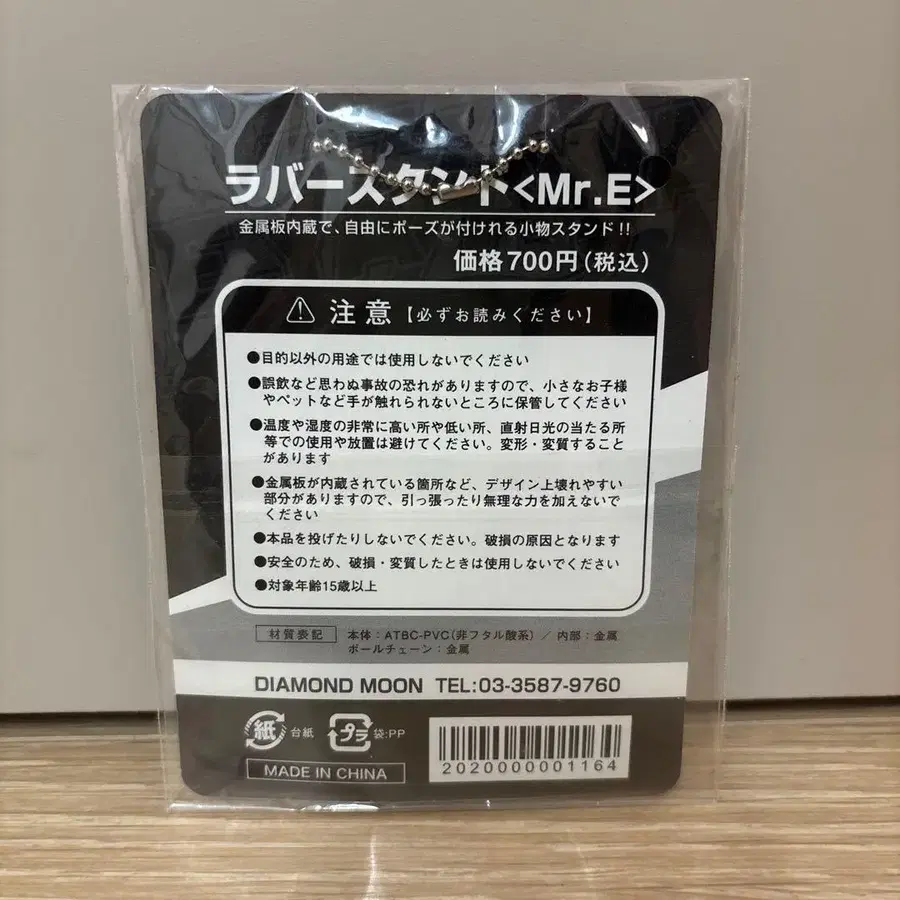 ラバースタンド<Mr.E>
金属板内蔵で、自由にポーズが付けれる小物スタンド!!
価格700円(税込)
注意【必ずお読みください】
●目的以外の用途では使用しないでください
●誤飲など思わぬ事故の恐れがありますので、小さなお子様
やペットなど手が触れられないところに保管してください
●温度や湿度の非常に高い所や低い所、直射日光の当たる所
等での使用や放置は避けてください。変形・変質すること
があります
●金属板が内蔵されている箇所など、デザイン上壊れやすい
部分がありますので、引っ張ったり無理な力を加えないで
ください
●本品を投げたりしないでください。破損の原因となります
●安全のため、破損・変質したときは使用しないでください
●対象年齢15歳以上
材質表記 本体:ATBC-PVC(非フタル酸系) / 内部:金属
ボールチェーン:金属
DIAMOND MOON TEL:03-3587-9760
紙 台紙 プラ 袋:PP
MADE IN CHINA
2020000001164